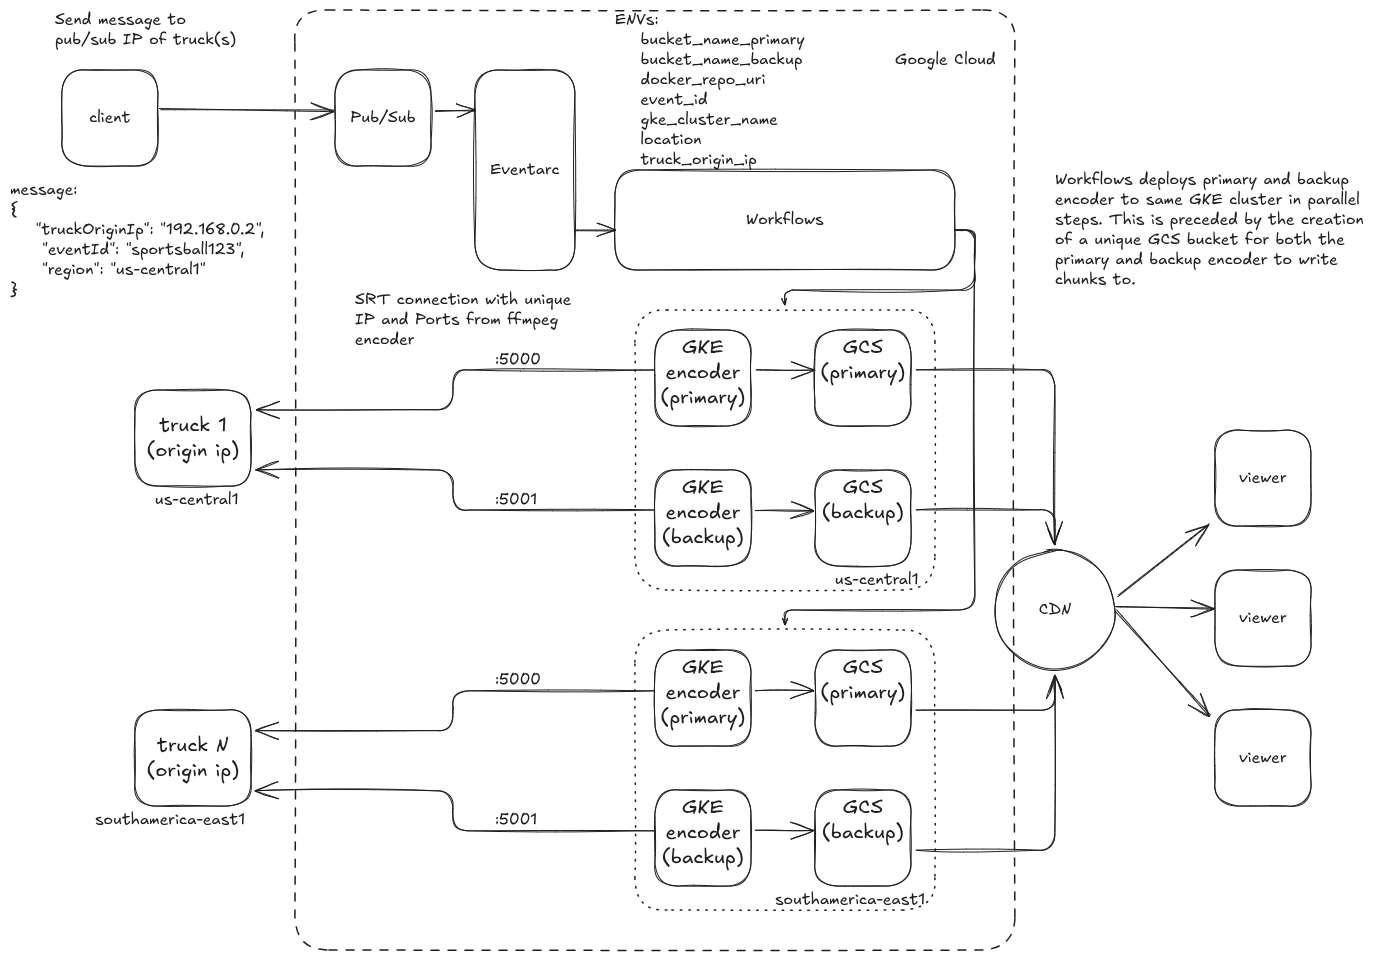 Send message to
pub/sub IP of truck(s)
client
message:
{
"truckOriginIp": "192.168.0.2",
"eventId": "sportsball123",
"region": "us-central1"
}
Pub/Sub
Eventarc
ENVs:
bucket_name_primary
bucket_name_backup
docker_repo_uri
event_id
gke_cluster_name
location
truck_origin_ip
Google Cloud
Workflows
Workflows deploys primary and backup
encoder to same GKE cluster in parallel
steps. This is preceded by the creation
of a unique GCS bucket for both the
primary and backup encoder to write
chunks to.
SRT connection with unique
IP and Ports from ffmpeg
encoder
:5000
GKE
encoder
(primary)
GCS
(primary)
truck 1
(origin ip)
us-central1
:5001
GKE
encoder
(backup)
GCS
(backup)
us-central1
CDN
viewer
viewer
viewer
:5000
GKE
encoder
(primary)
GCS
(primary)
truck N
(origin ip)
southamerica-east1
:5001
GKE
encoder
(backup)
GCS
(backup)
southamerica-east1